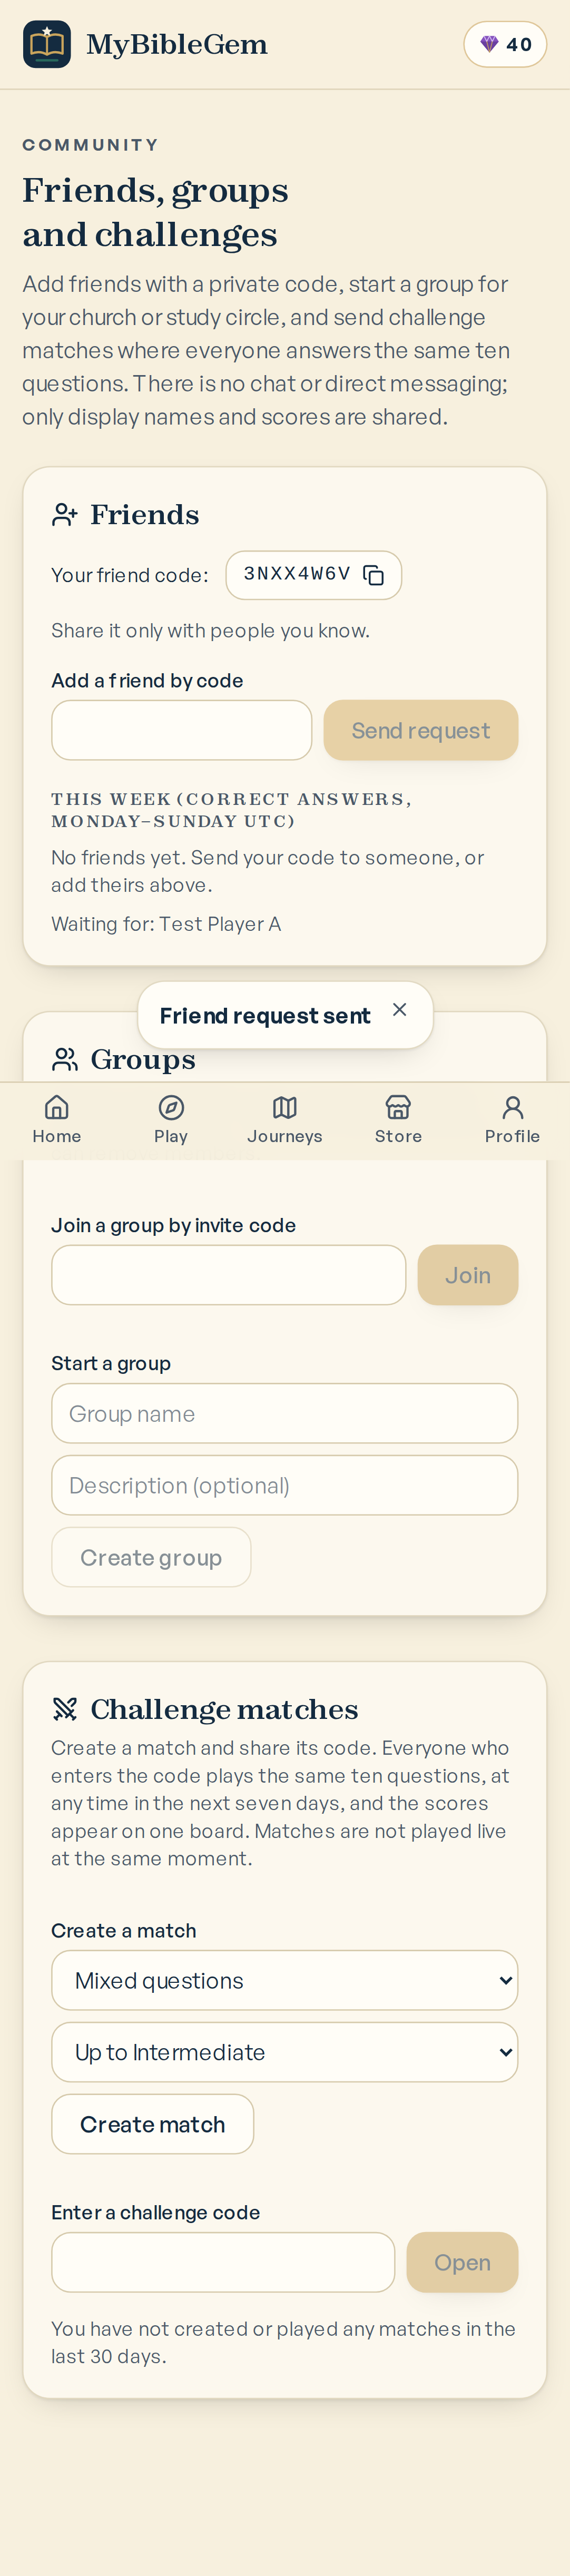 MyBibleGem
40
COMMUNITY
Friends, groups
and challenges
Add friends with a private code, start a group for
your church or study circle, and send challenge
matches where everyone answers the same ten
questions. There is no chat or direct messaging;
only display names and scores are shared.
Friends
Your friend code: 3NXX4W6V
Share it only with people you know.
Add a friend by code
Send request
THIS WEEK (CORRECT ANSWERS,
MONDAY–SUNDAY UTC)
No friends yet. Send your code to someone, or
add theirs above.
Waiting for: Test Player A
Friend request sent
Groups
Home Play Journeys Store Profile
Join a group by invite code
Join
Start a group
Group name
Description (optional)
Create group
Challenge matches
Create a match and share its code. Everyone who
enters the code plays the same ten questions, at
any time in the next seven days, and the scores
appear on one board. Matches are not played live
at the same moment.
Create a match
Mixed questions
Up to Intermediate
Create match
Enter a challenge code
Open
You have not created or played any matches in the
last 30 days.